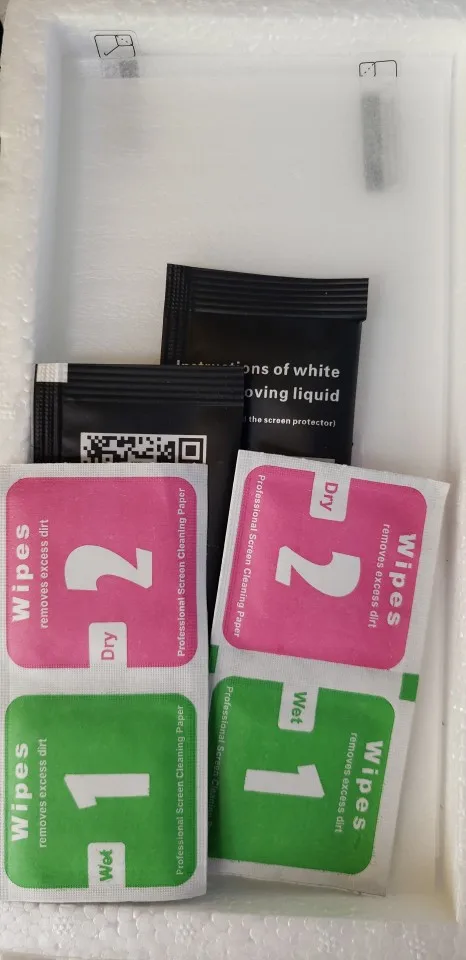 of white
oving liquid
the screen protector)
Wipes
removes excess dirt
2
Dry
Professional Screen Cleaning Paper
Wipes
removes excess dirt
2
Dry
Professional Screen Cleaning Paper
Wipes
removes excess dirt
1
Wet
Professional Screen Cleaning Paper
Wipes
removes excess dirt
1
Wet
Professional Screen